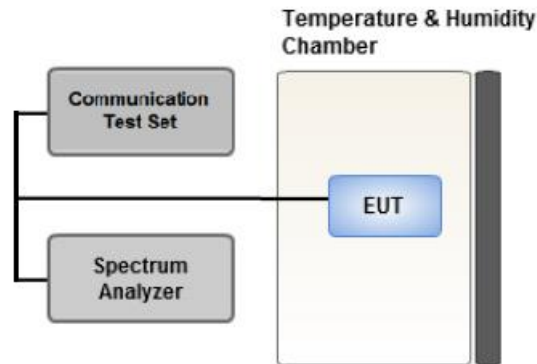 Temperature & Humidity
Chamber
Communication
Test Set
EUT
Spectrum
Analyzer